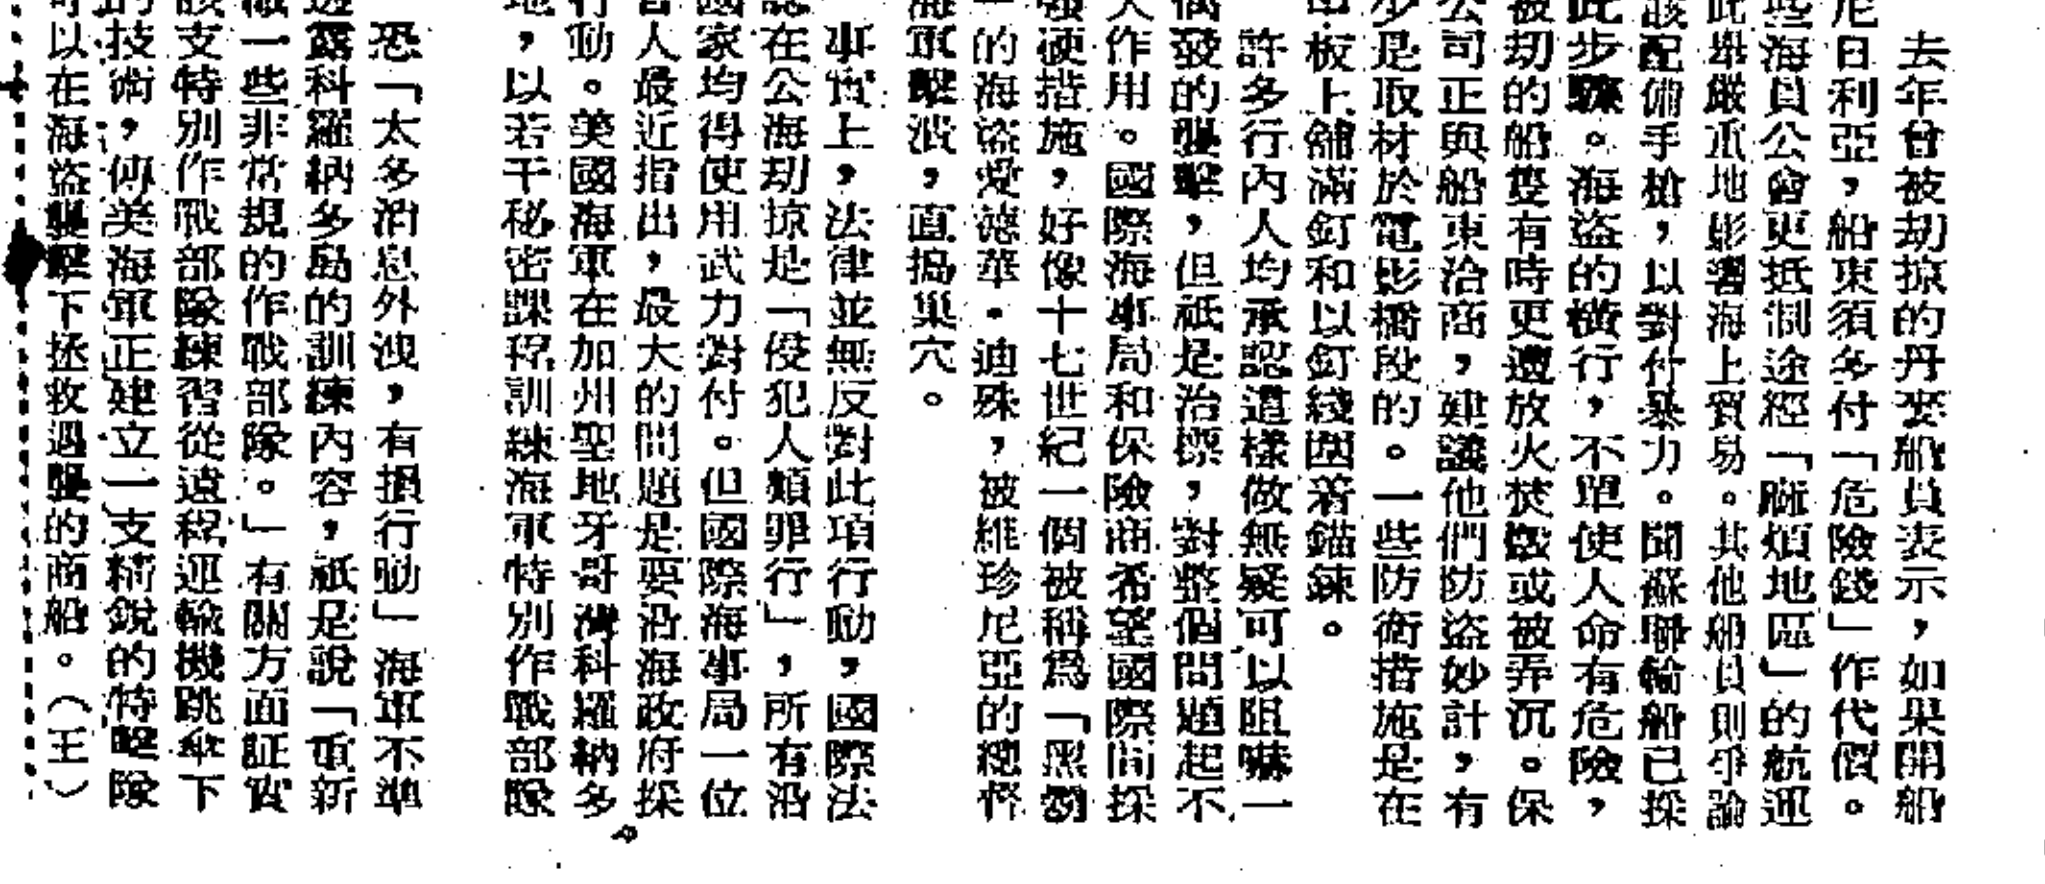 去年曾被劫掠的丹麥船員表示，如果開船
尼日利亞，船東須多付「危險錢」作代價。
些海員公會更抵制途經「麻煩地區」的航運
此舉嚴重地影響海上貿易。其他船員則爭論
該配備手槍，以對付暴力。聞蘇聯輪船已採
此步驟。海盜的橫行，不單使人命有危險，
被劫的船隻有時更遭放火焚燬或被弄沉。保
公司正與船東洽商，建議他們防盜妙計，有
少是取材於電影橋段的。一些防衛措施是在
甲板上舖滿釘和以釘綫圍着錨鍊。
許多行內人均承認這樣做無疑可以阻嚇一
偶發的襲擊，但祇是治標，對整個問題起不
大作用。國際海事局和保險商希望國際間採
強硬措施，好像十七世紀一個被稱為「黑鬍
」的海盜愛德華·迪殊，被維珍尼亞的總督
海軍擊潰，直搗巢穴。
事實上，法律並無反對此項行動，國際法
認在公海劫掠是「侵犯人類罪行」，所有沿
國家均得使用武力對付。但國際海事局一位
言人最近指出，最大的問題是要沿海政府採
行動。美國海軍在加州聖地牙哥灣科羅納多
地，以若干秘密課程訓練海軍特別作戰部隊
恐「太多消息外洩，有損行動」海軍不準
透露科羅納多島的訓練內容，祇是說「重新
做一些非常規的作戰部隊。」有關方面証實
該支特別作戰部隊練習從遠程運輸機跳傘下
的技術，傳美海軍正建立一支精銳的特擊隊
可以在海盜襲擊下拯救遇襲的商船。（王）